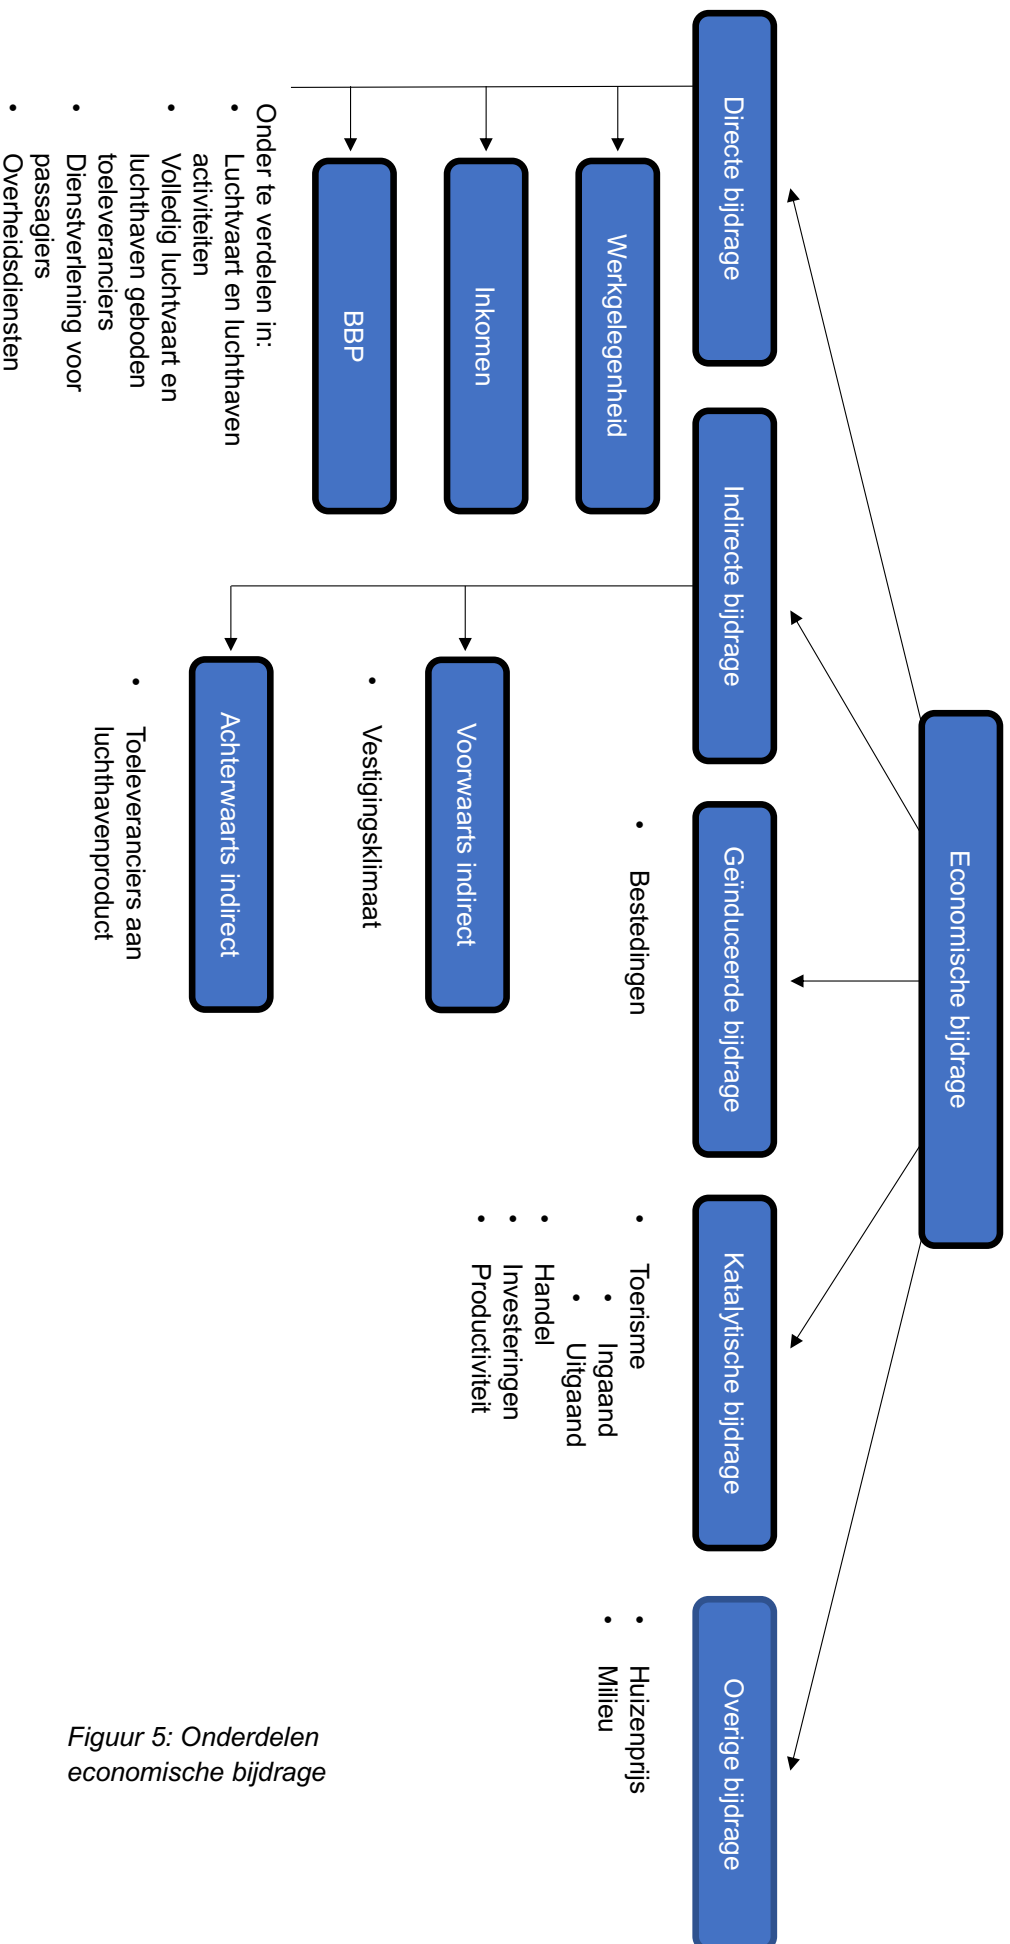 Economische bijdrage
Directe bijdrage
Werkgelegenheid
Inkomen
BBP
Onder te verdelen in:
• Luchtvaart en luchthaven
activiteiten
• Volledig luchtvaart en
luchthaven geboden
toeleveranciers
• Dienstverlening voor
passagiers
• Overheidsdiensten
Indirecte bijdrage
Voorwaarts indirect
• Vestigingsklimaat
Achterwaarts indirect
• Toeleveranciers aan
luchthavenproduct
Geïnduceerde bijdrage
• Bestedingen
Katalytische bijdrage
• Toerisme
• Ingaand
• Uitgaand
• Handel
• Investeringen
• Productiviteit
Overige bijdrage
• Huizenprijs
• Milieu
Figuur 5: Onderdelen
economische bijdrage